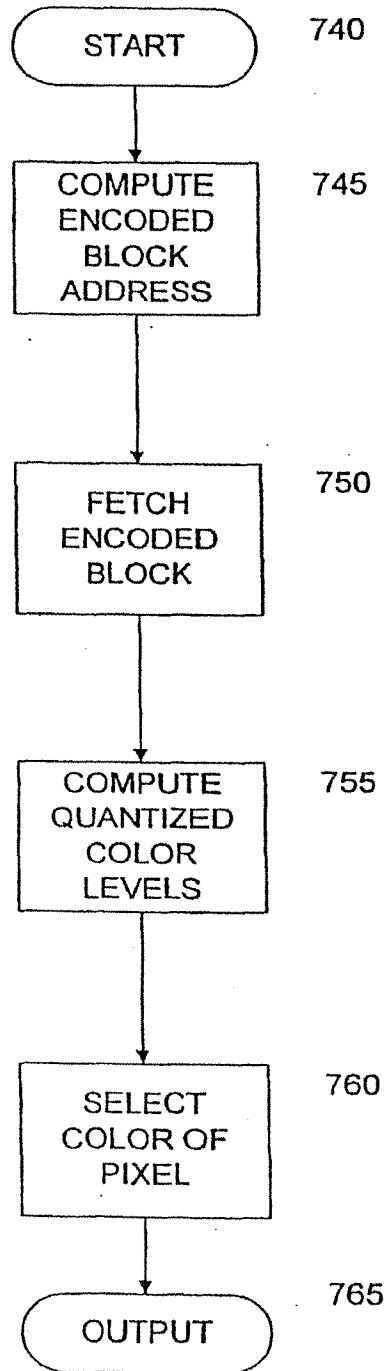 START
740
COMPUTE
ENCODED
BLOCK
ADDRESS
745
FETCH
ENCODED
BLOCK
750
COMPUTE
QUANTIZED
COLOR
LEVELS
755
SELECT
COLOR OF
PIXEL
760
OUTPUT
765